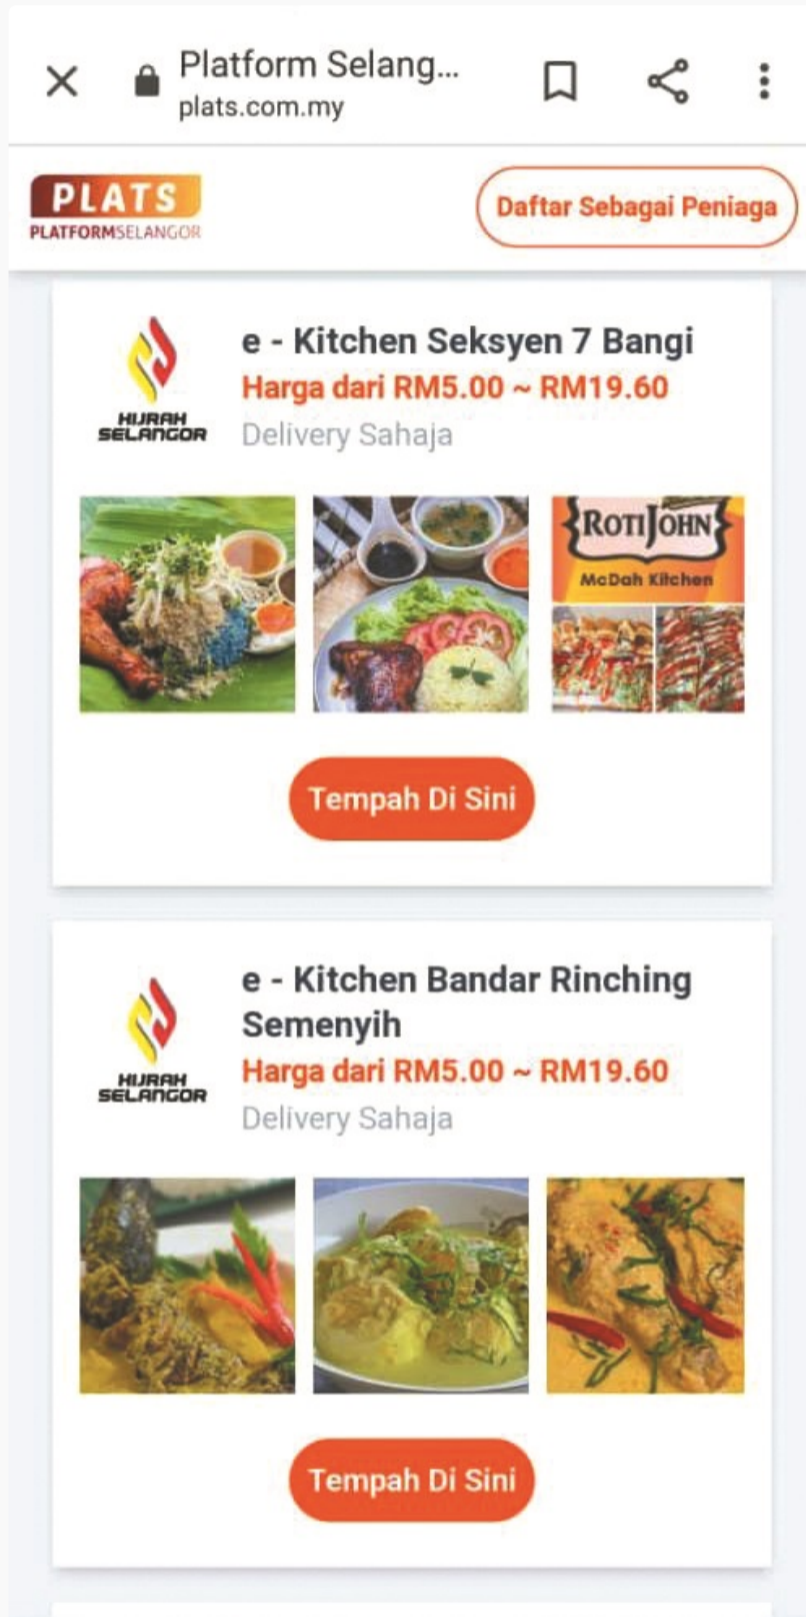 Platform Selang...
plats.com.my
PLATS
PLATFORMSELANGOR
Daftar Sebagai Peniaga
e - Kitchen Seksyen 7 Bangi
Harga dari RM5.00 ~ RM19.60
Delivery Sahaja
HIJRAH
SELANGOR
ROTI JOHN
McDah Kitchen
Tempah Di Sini
e - Kitchen Bandar Rinching
Semenyih
Harga dari RM5.00 ~ RM19.60
Delivery Sahaja
HIJRAH
SELANGOR
Tempah Di Sini